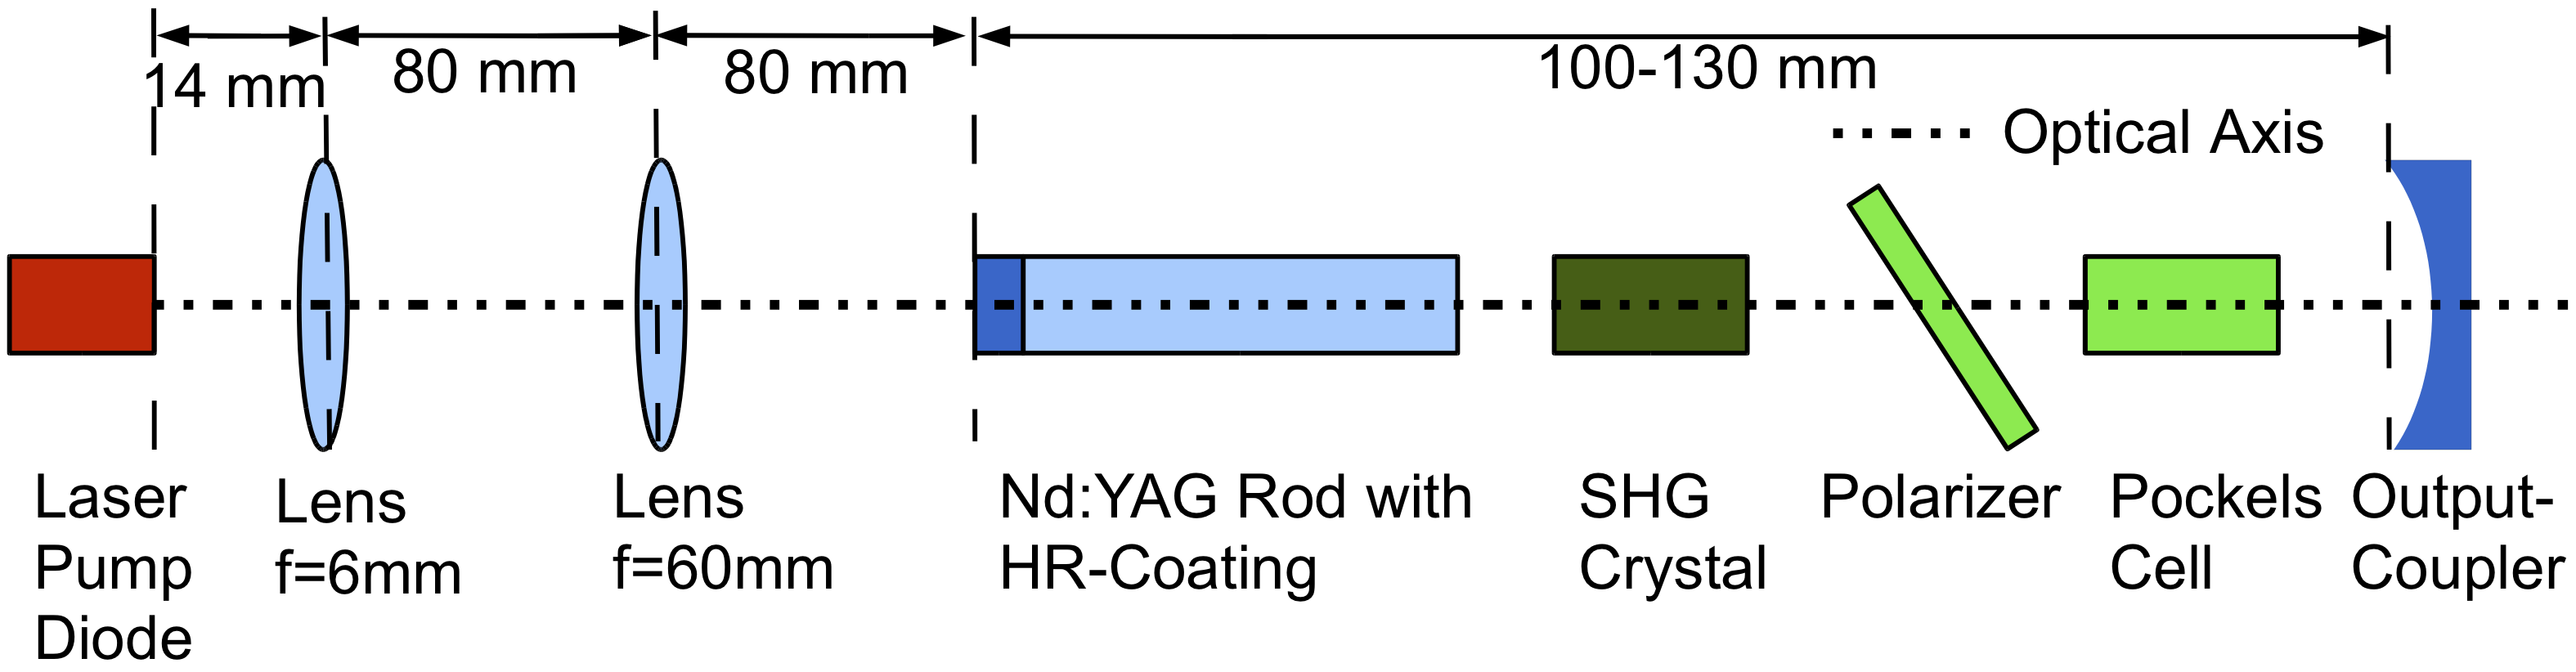 14 mm
80 mm
80 mm
100-130 mm
Optical Axis
Laser
Pump
Diode
Lens
f=6mm
Lens
f=60mm
Nd:YAG Rod with
HR-Coating
SHG
Crystal
Polarizer
Pockels
Cell
Output-
Coupler